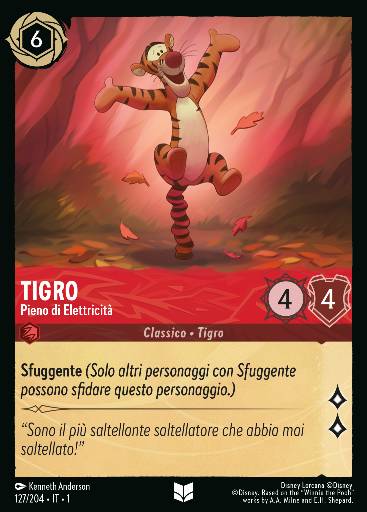 6
TIGRO
Pieno di Elettricità
4
4
Classico • Tigro
Sfuggente (Solo altri personaggi con Sfuggente
possono sfidare questo personaggio.)
“Sono il più saltellante saltellatore che abbia mai
saltellato!”
Kenneth Anderson
127/204 • IT • 1
Disney Lorcana ©Disney
©Disney. Based on the “Winnie the Pooh”
works by A.A. Milne and E.H. Shepard.